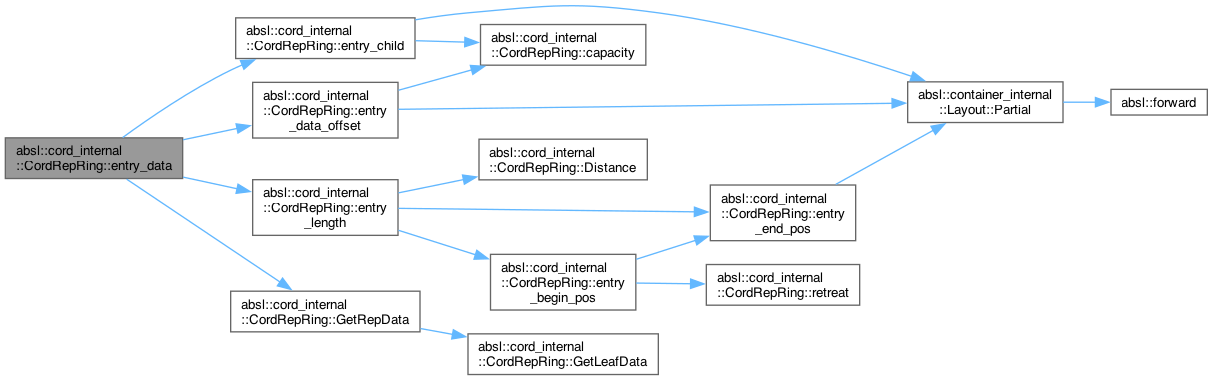 absl::cord_internal
::CordRepRing::entry_data
absl::cord_internal
::CordRepRing::entry_child
absl::cord_internal
::CordRepRing::entry
_data_offset
absl::cord_internal
::CordRepRing::entry
_length
absl::cord_internal
::CordRepRing::GetRepData
absl::cord_internal
::CordRepRing::capacity
absl::cord_internal
::CordRepRing::Distance
absl::cord_internal
::CordRepRing::entry
_begin_pos
absl::cord_internal
::CordRepRing::GetLeafData
absl::cord_internal
::CordRepRing::entry
_end_pos
absl::cord_internal
::CordRepRing::retreat
absl::container_internal
::Layout::Partial
absl::forward